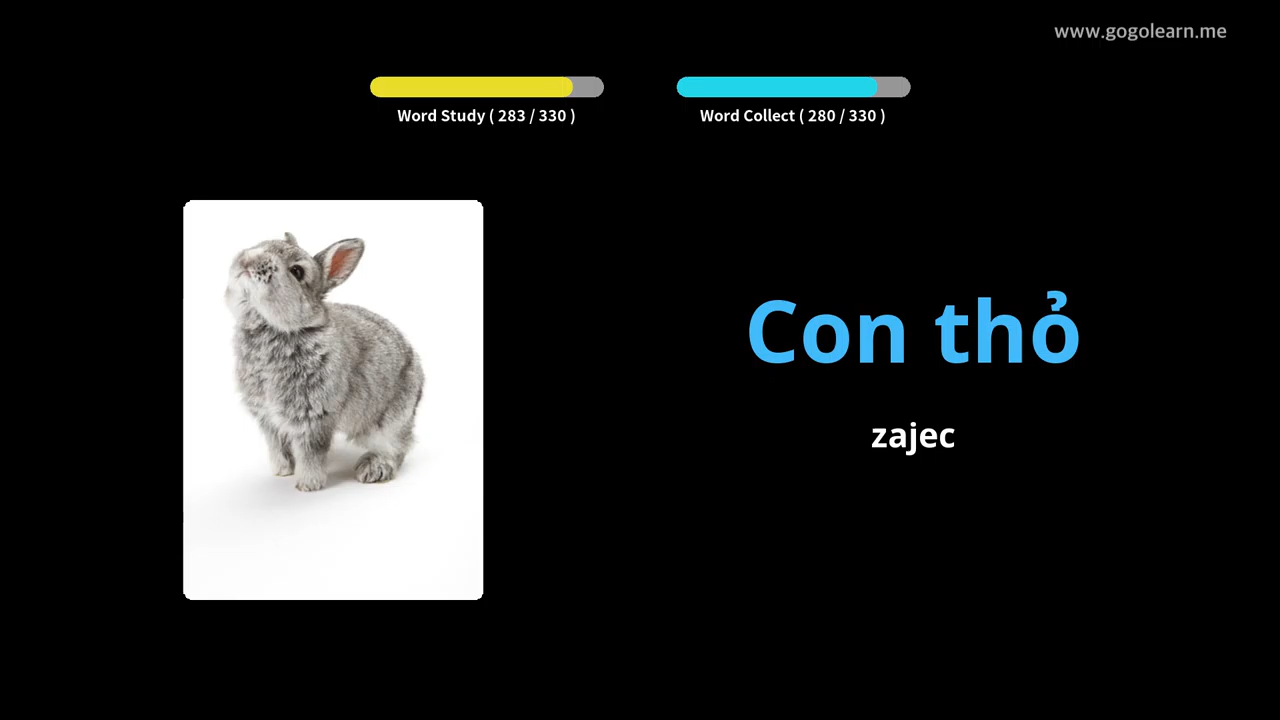 www.gogolearn.me
Word Study ( 283 / 330 )
Word Collect ( 280 / 330 )
Con thỏ
zajec